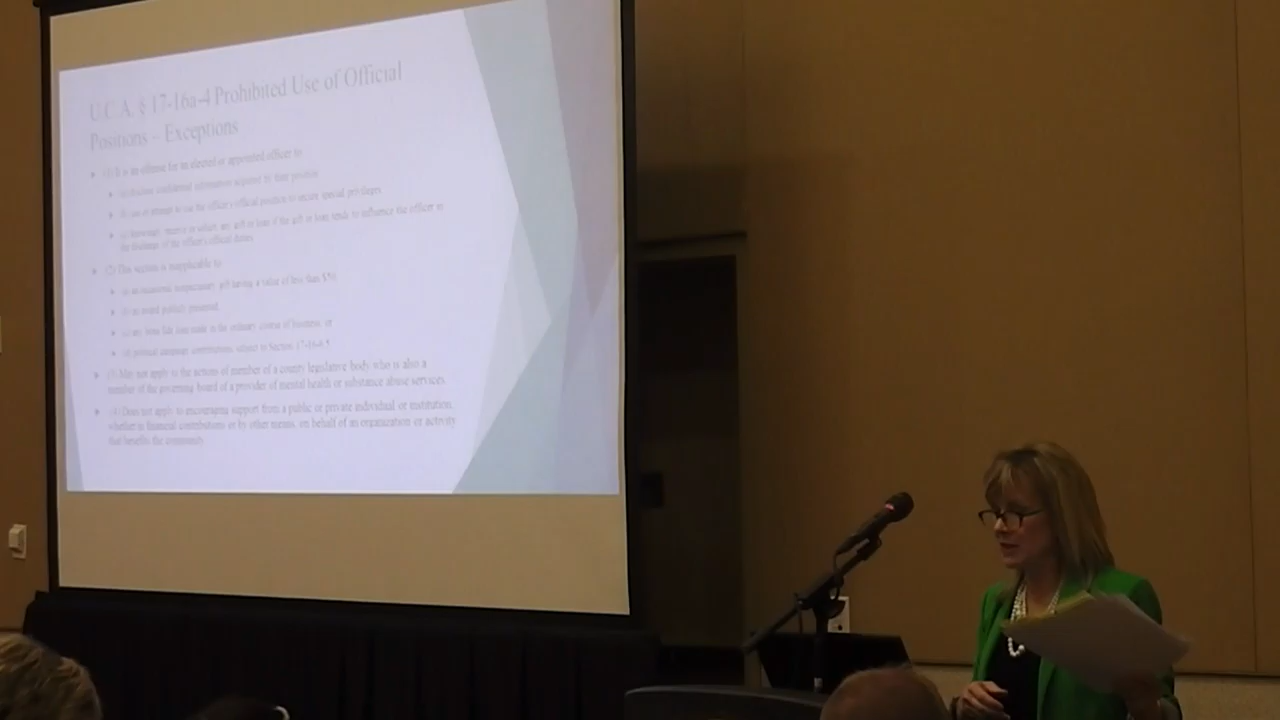 U.C.A. § 17-16a-4 Prohibited Use of Official
Positions – Exceptions
(1) It is an offense for an elected or appointed officer to
(a) disclose confidential information acquired by their position
(b) use or attempt to use the officer's official position to secure special privileges
(c) knowingly receive or solicit any gift or loan if the gift or loan tends to influence the officer in
the discharge of the officer's official duties
(2) This section is inapplicable to
(a) an occasional nonpecuniary gift having a value of less than $50
(b) an award publicly presented
(c) any bona fide loan made in the ordinary course of business, or
(d) political campaign contributions, subject to Section 17-16-6.5
(3) May not apply to the actions of member of a county legislative body who is also a
member of the governing board of a provider of mental health or substance abuse services.
(4) Does not apply to encouraging support from a public or private individual or institution,
whether in financial contributions or by other means, on behalf of an organization or activity
that benefits the community